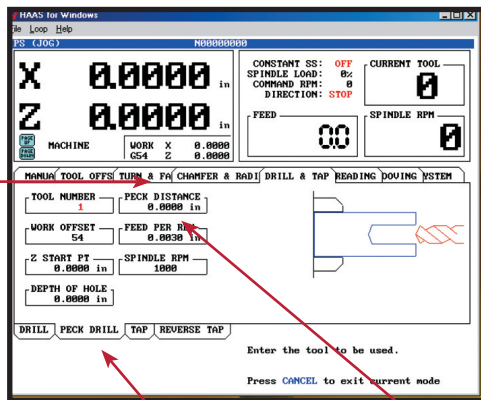 HAAS for Windows
ile Loop Help
PS (JOG) N00000000
X 0.0000 in
Z 0.0000 in
PAGE UP
PAGE DOWN
MACHINE
WORK X 0.0000
G54 Z 0.0000
CONSTANT SS: OFF
SPINDLE LOAD: 0%
COMMAND RPM: 0
DIRECTION: STOP
CURRENT TOOL
0
FEED
0.0
SPINDLE RPM
0
MANUA TOOL OFFS TURN & FA CHAMFER & RADI DRILL & TAP READING OOVING YSTEM
TOOL NUMBER
1
PECK DISTANCE
0.0000 in
WORK OFFSET
54
FEED PER REV
0.0030 in
Z START PT
0.0000 in
SPINDLE RPM
1000
DEPTH OF HOLE
0.0000 in
DRILL PECK DRILL TAP REVERSE TAP
Enter the tool to be used.
Press CANCEL to exit current mode